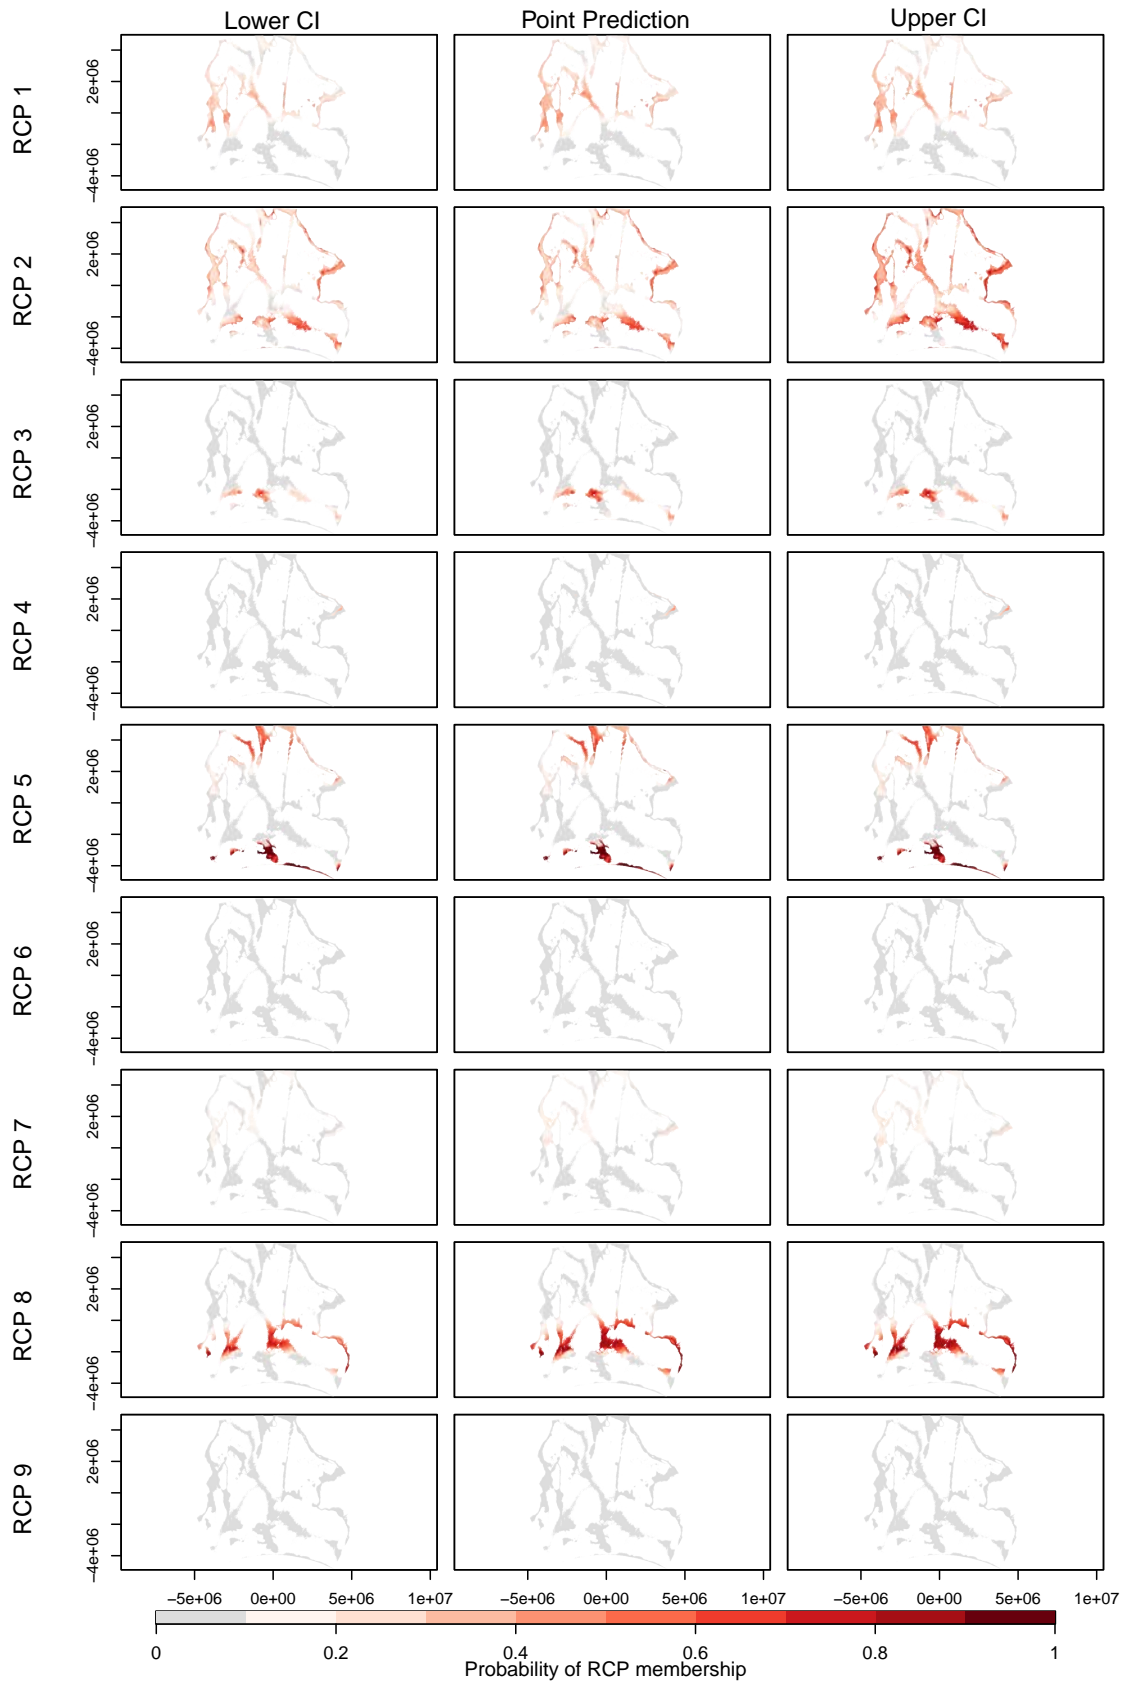 Lower CI
Point Prediction
Upper CI
RCP 1
2e+06
−4e+06
RCP 2
2e+06
−4e+06
RCP 3
2e+06
−4e+06
RCP 4
2e+06
−4e+06
RCP 5
2e+06
−4e+06
RCP 6
2e+06
−4e+06
RCP 7
2e+06
−4e+06
RCP 8
2e+06
−4e+06
RCP 9
2e+06
−4e+06
−5e+06 0e+00 5e+06 1e+07 −5e+06 0e+00 5e+06 1e+07 −5e+06 0e+00 5e+06 1e+07
0 0.2 0.4 0.6 0.8 1
Probability of RCP membership